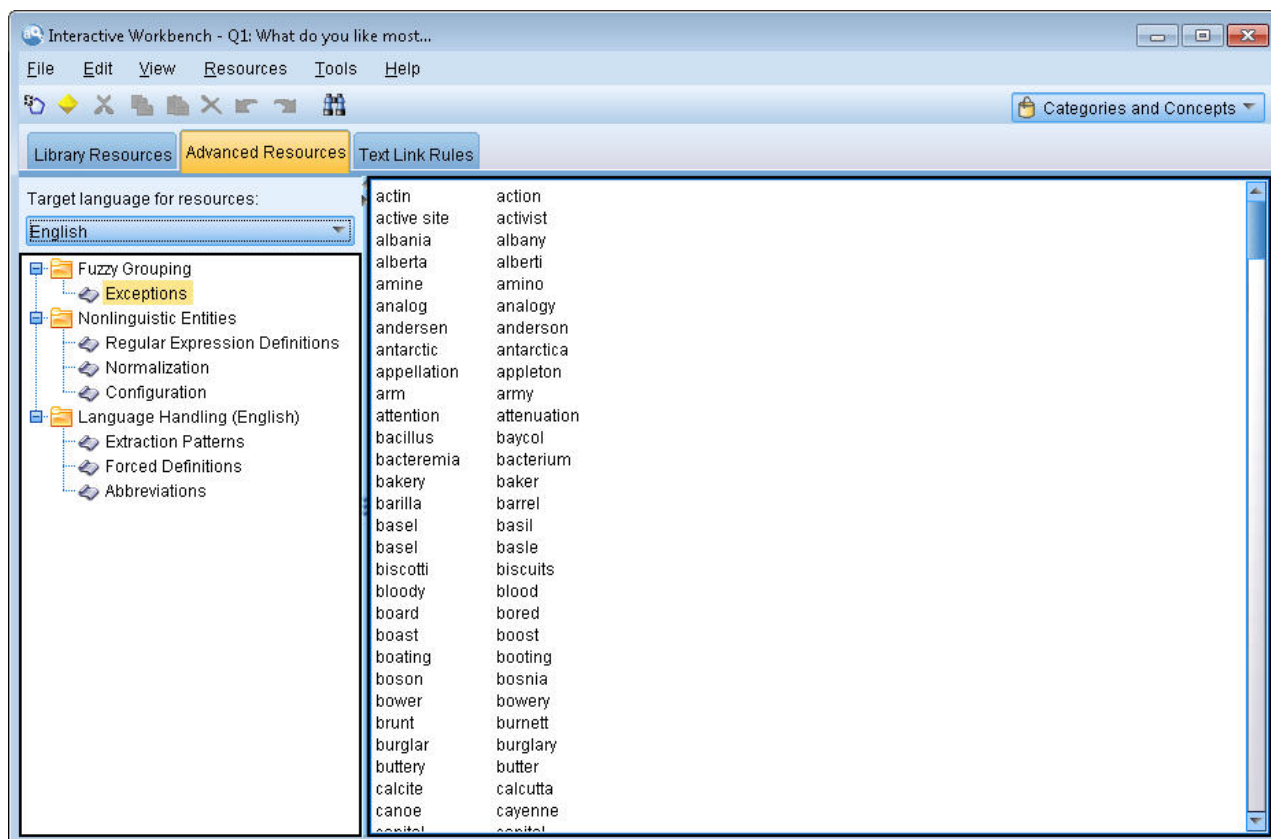 Interactive Workbench - Q1: What do you like most...
File Edit View Resources Tools Help
Categories and Concepts
Library Resources Advanced Resources Text Link Rules
Target language for resources:
English
Fuzzy Grouping
Exceptions
Nonlinguistic Entities
Regular Expression Definitions
Normalization
Configuration
Language Handling (English)
Extraction Patterns
Forced Definitions
Abbreviations
actin action
active site activist
albania albany
alberta alberti
amine amino
analog analogy
andersen anderson
antarctic antarctica
appellation appleton
arm army
attention attenuation
bacillus baycol
bacteremia bacterium
bakery baker
barilla barrel
basel basil
basel basle
biscotti biscuits
bloody blood
board bored
boast boost
boating booting
boson bosnia
bower bowery
brunt burnett
burglar burglary
buttery butter
calcite calcutta
canoe cayenne